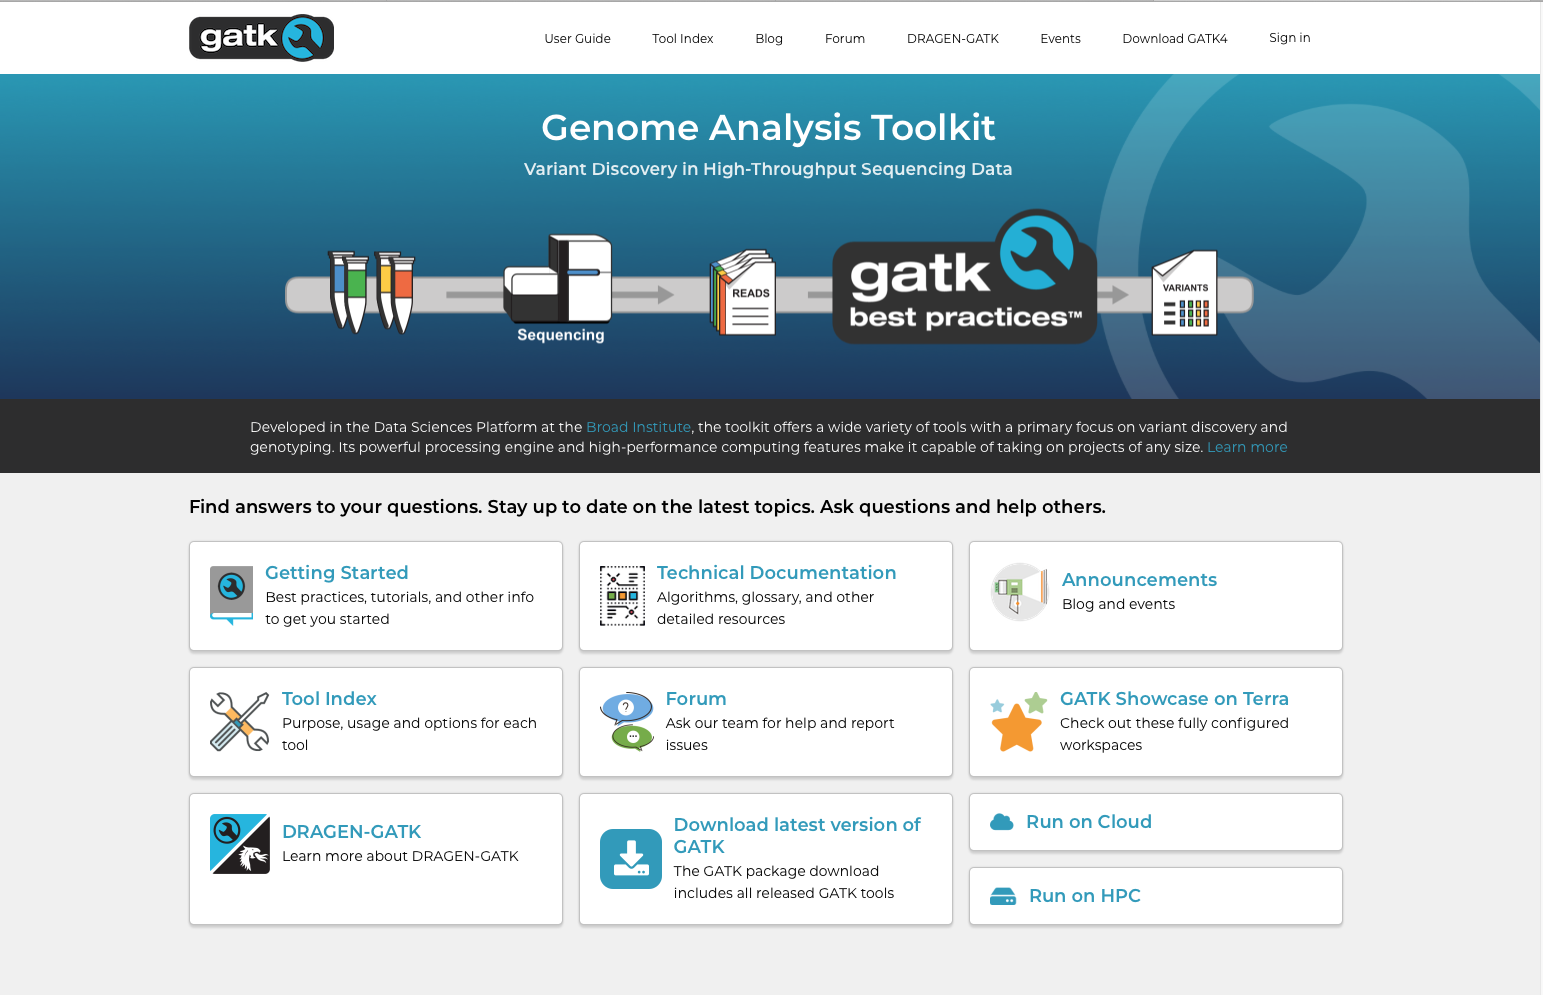 gatk
User Guide
Tool Index
Blog
Forum
DRAGEN-GATK
Events
Download GATK4
Sign in
Genome Analysis Toolkit
Variant Discovery in High-Throughput Sequencing Data
Sequencing
READS
gatk
best practices™
VARIANTS
Developed in the Data Sciences Platform at the Broad Institute, the toolkit offers a wide variety of tools with a primary focus on variant discovery and
genotyping. Its powerful processing engine and high-performance computing features make it capable of taking on projects of any size. Learn more
Find answers to your questions. Stay up to date on the latest topics. Ask questions and help others.
Getting Started
Best practices, tutorials, and other info
to get you started
Technical Documentation
Algorithms, glossary, and other
detailed resources
Announcements
Blog and events
Tool Index
Purpose, usage and options for each
tool
?
Forum
Ask our team for help and report
issues
GATK Showcase on Terra
Check out these fully configured
workspaces
DRAGEN-GATK
Learn more about DRAGEN-GATK
Download latest version of
GATK
The GATK package download
includes all released GATK tools
Run on Cloud
Run on HPC